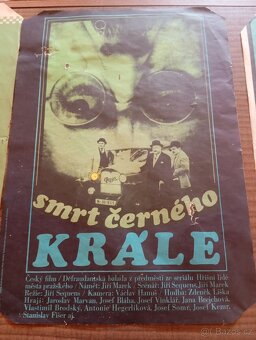 smrt černého
KRÁLE
Český film / Defraudantská balada z předměstí ze seriálu Hříšní lidé
města pražského / Námět: Jiří Marek / Scénář: Jiří Sequens, Jiří Marek
Režie: Jiří Sequens / Kamera: Václav Hanuš / Hudba: Zdeněk Liška
Hrají: Jaroslav Marvan, Josef Bláha, Josef Vinklář, Jana Brejchová,
Vlastimil Brodský, Antonie Hegerlíková, Josef Somr, Josef Kemr,
Stanislav Fišer aj.